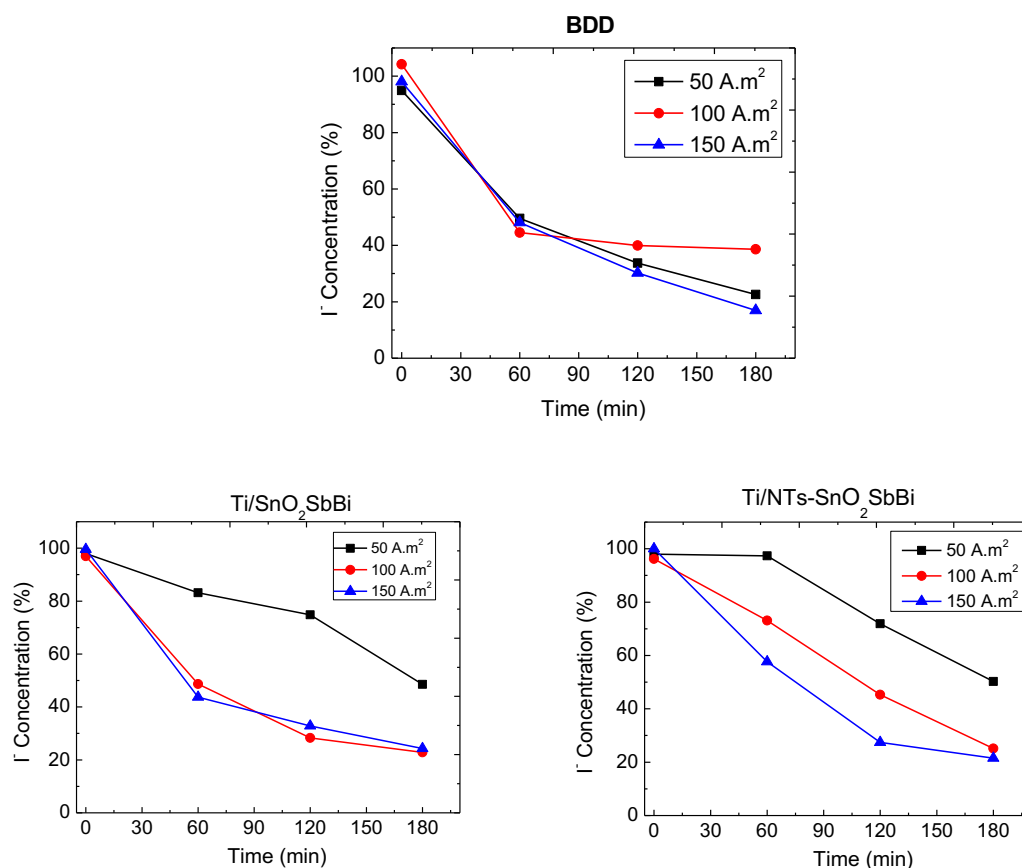 BDD
50 A.m²
100 A.m²
150 A.m²
I⁻ Concentration (%)
100
80
60
40
20
0
0 30 60 90 120 150 180
Time (min)
Ti/SnO₂SbBi
50 A.m²
100 A.m²
150 A.m²
I⁻ Concentration (%)
100
80
60
40
20
0
0 30 60 90 120 150 180
Time (min)
Ti/NTs-SnO₂SbBi
50 A.m²
100 A.m²
150 A.m²
I⁻ Concentration (%)
100
80
60
40
20
0
0 30 60 90 120 150 180
Time (min)